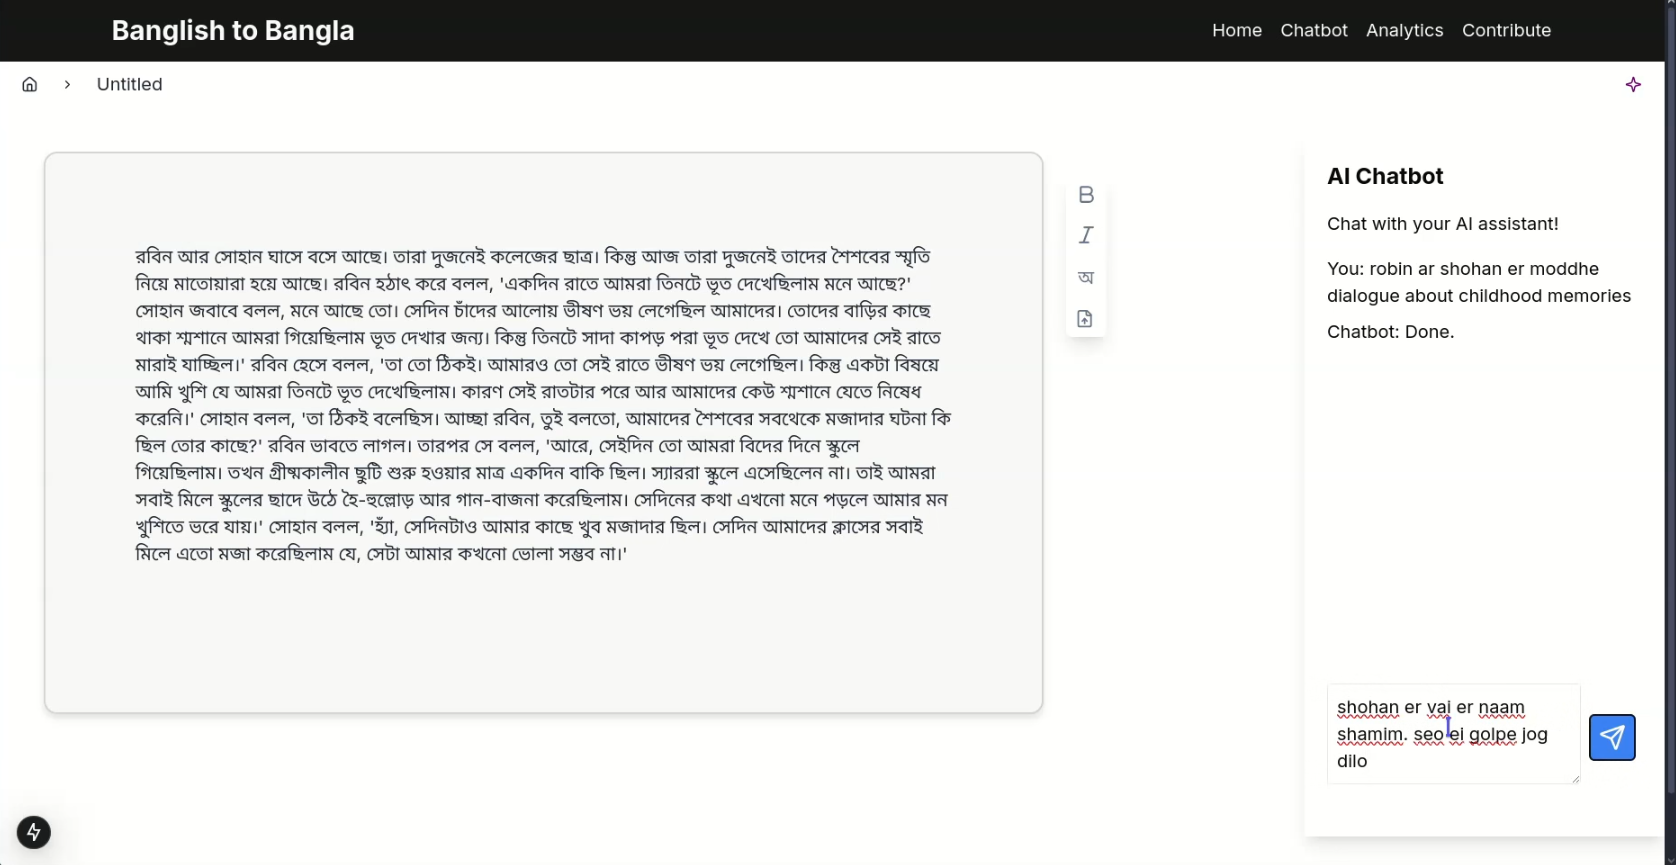 Banglish to Bangla
Home Chatbot Analytics Contribute
Untitled
রবিন আর সোহান ঘাসে বসে আছে। তারা দুজনেই কলেজের ছাত্র। কিন্তু আজ তারা দুজনেই তাদের শৈশবের স্মৃতি
নিয়ে মাতোয়ারা হয়ে আছে। রবিন হঠাৎ করে বলল, 'একদিন রাতে আমরা তিনটে ভূত দেখেছিলাম মনে আছে?'
সোহান জবাবে বলল, মনে আছে তো। সেদিন চাঁদের আলোয় ভীষণ ভয় লেগেছিল আমাদের। তোদের বাড়ির কাছে
থাকা শ্মশানে আমরা গিয়েছিলাম ভূত দেখার জন্য। কিন্তু তিনটে সাদা কাপড় পরা ভূত দেখে তো আমাদের সেই রাতে
মারাই যাচ্ছিল।' রবিন হেসে বলল, 'তা তো ঠিকই। আমারও তো সেই রাতে ভীষণ ভয় লেগেছিল। কিন্তু একটা বিষয়ে
আমি খুশি যে আমরা তিনটে ভূত দেখেছিলাম। কারণ সেই রাতটার পরে আর আমাদের কেউ শ্মশানে যেতে নিষেধ
করেনি।' সোহান বলল, 'তা ঠিকই বলেছিস। আচ্ছা রবিন, তুই বলতো, আমাদের শৈশবের সবথেকে মজাদার ঘটনা কি
ছিল তোর কাছে?' রবিন ভাবতে লাগল। তারপর সে বলল, 'আরে, সেইদিন তো আমরা বিদের দিনে স্কুলে
গিয়েছিলাম। তখন গ্রীষ্মকালীন ছুটি শুরু হওয়ার মাত্র একদিন বাকি ছিল। স্যাররা স্কুলে এসেছিলেন না। তাই আমরা
সবাই মিলে স্কুলের ছাদে উঠে হৈ-হুল্লোড় আর গান-বাজনা করেছিলাম। সেদিনের কথা এখনো মনে পড়লে আমার মন
খুশিতে ভরে যায়।' সোহান বলল, 'হ্যাঁ, সেদিনটাও আমার কাছে খুব মজাদার ছিল। সেদিন আমাদের ক্লাসের সবাই
মিলে এতো মজা করেছিলাম যে, সেটা আমার কখনো ভোলা সম্ভব না।'
B
I
অ
AI Chatbot
Chat with your AI assistant!
You: robin ar shohan er moddhe
dialogue about childhood memories
Chatbot: Done.
shohan er vai er naam
shamim. seo ei golpe jog
dilo